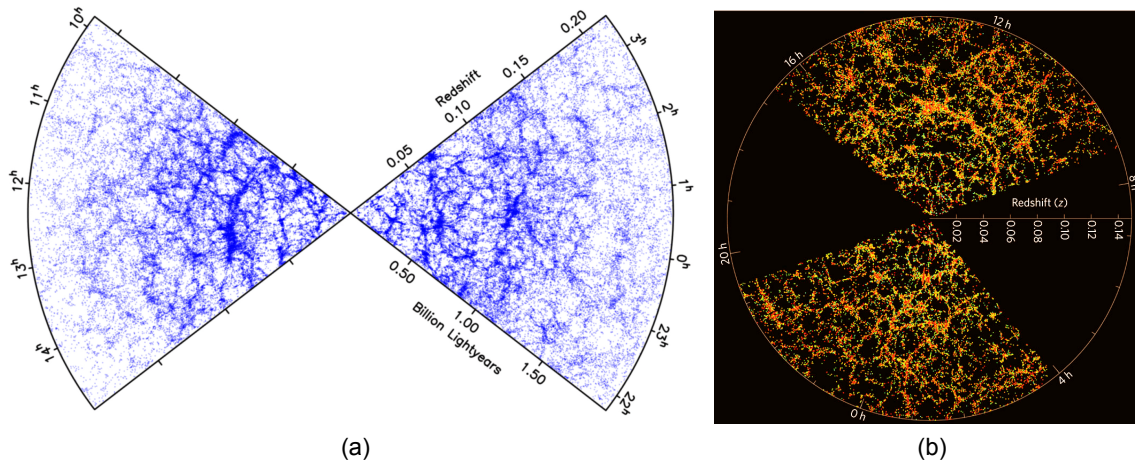 10h
11h
12h
13h
14h
Redshift
0.05
0.10
0.15
0.20
3h
2h
1h
0h
23h
22h
0.50
1.00
1.50
Billion Lightyears
(a)
12 h
16 h
8 h
20 h
4 h
0 h
Redshift (z)
0.02
0.04
0.06
0.08
0.10
0.12
0.14
(b)